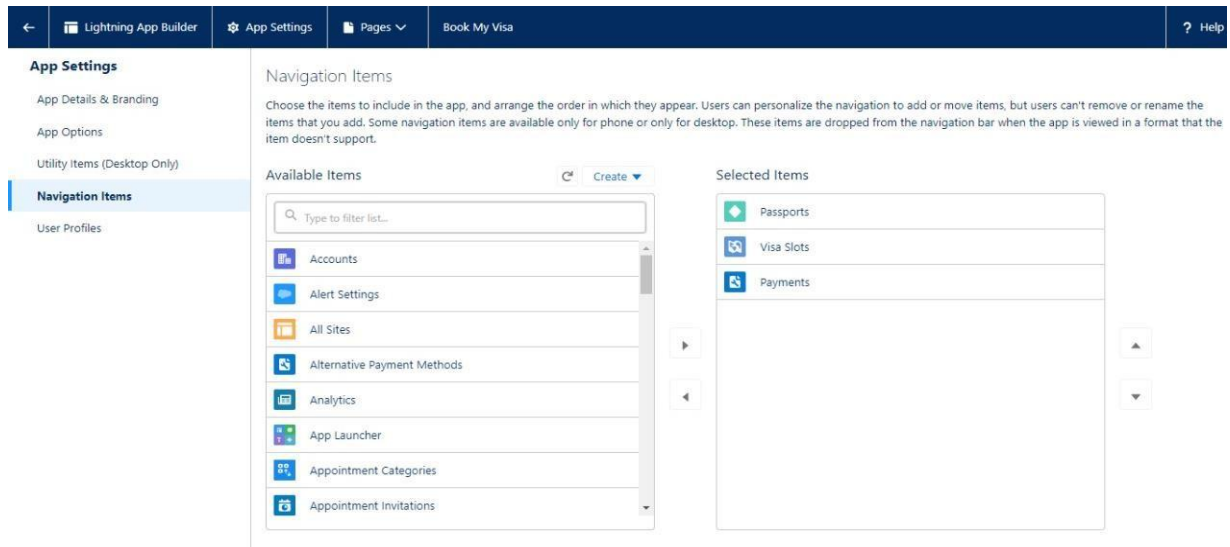 Lightning App Builder
App Settings
Pages
Book My Visa
? Help
App Settings
App Details & Branding
App Options
Utility Items (Desktop Only)
Navigation Items
User Profiles
Navigation Items
Choose the items to include in the app, and arrange the order in which they appear. Users can personalize the navigation to add or move items, but users can't remove or rename the
items that you add. Some navigation items are available only for phone or only for desktop. These items are dropped from the navigation bar when the app is viewed in a format that the
item doesn't support.
Available Items
Create
Type to filter list...
Accounts
Alert Settings
All Sites
Alternative Payment Methods
Analytics
App Launcher
Appointment Categories
Appointment Invitations
Selected Items
Passports
Visa Slots
Payments